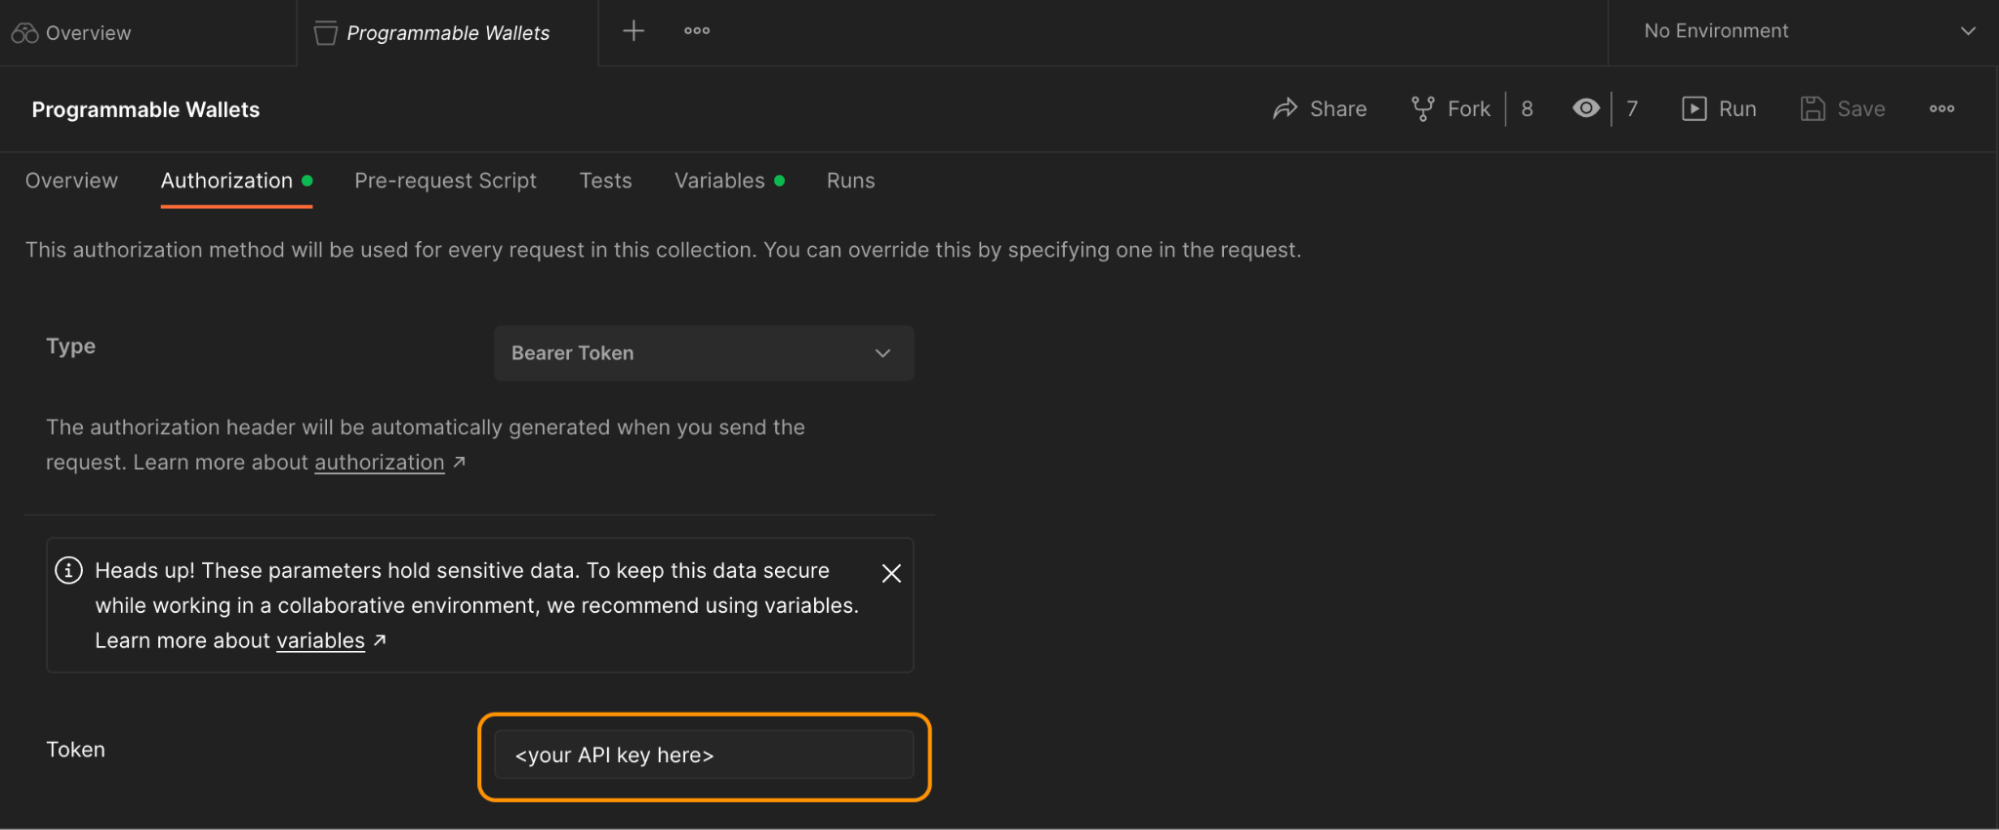 Overview
Programmable Wallets
No Environment
Programmable Wallets
Share
Fork
8
7
Run
Save
Overview
Authorization
Pre-request Script
Tests
Variables
Runs
This authorization method will be used for every request in this collection. You can override this by specifying one in the request.
Type
Bearer Token
The authorization header will be automatically generated when you send the
request. Learn more about authorization ↗
Heads up! These parameters hold sensitive data. To keep this data secure
while working in a collaborative environment, we recommend using variables.
Learn more about variables ↗
Token
<your API key here>